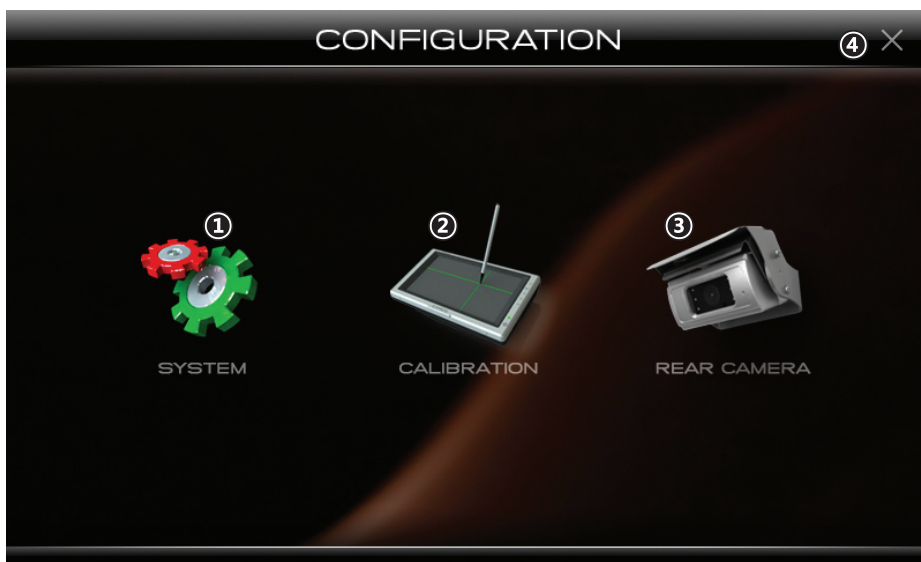 CONFIGURATION
④
① ② ③
SYSTEM CALIBRATION REAR CAMERA